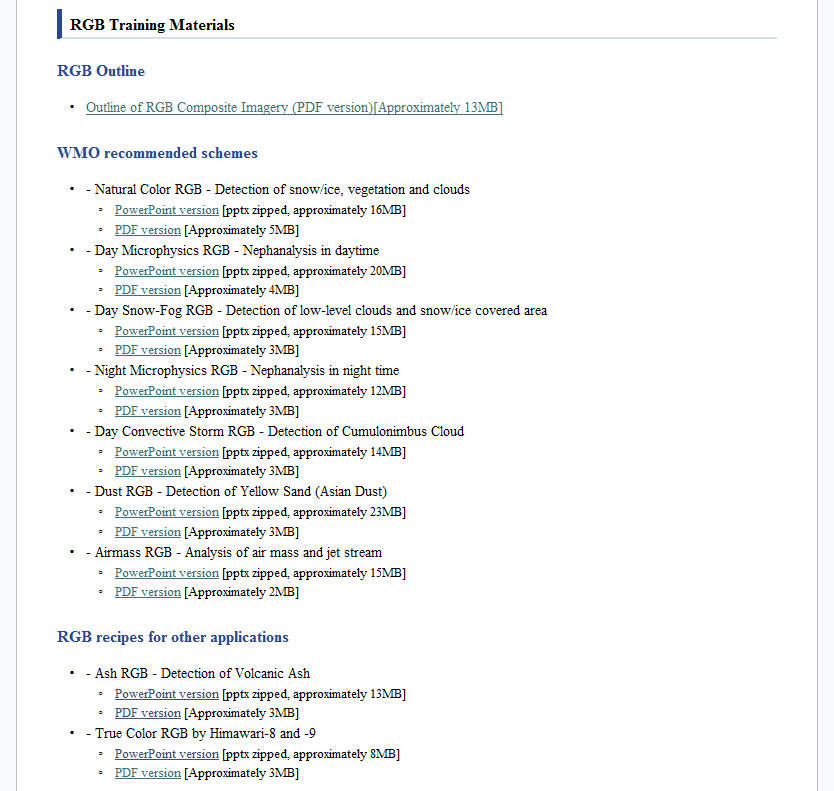 RGB Training Materials
RGB Outline
• Outline of RGB Composite Imagery (PDF version)[Approximately 13MB]
WMO recommended schemes
• - Natural Color RGB - Detection of snow/ice, vegetation and clouds
◦ PowerPoint version [pptx zipped, approximately 16MB]
◦ PDF version [Approximately 5MB]
• - Day Microphysics RGB - Nephanalysis in daytime
◦ PowerPoint version [pptx zipped, approximately 20MB]
◦ PDF version [Approximately 4MB]
• - Day Snow-Fog RGB - Detection of low-level clouds and snow/ice covered area
◦ PowerPoint version [pptx zipped, approximately 15MB]
◦ PDF version [Approximately 3MB]
• - Night Microphysics RGB - Nephanalysis in night time
◦ PowerPoint version [pptx zipped, approximately 12MB]
◦ PDF version [Approximately 3MB]
• - Day Convective Storm RGB - Detection of Cumulonimbus Cloud
◦ PowerPoint version [pptx zipped, approximately 14MB]
◦ PDF version [Approximately 3MB]
• - Dust RGB - Detection of Yellow Sand (Asian Dust)
◦ PowerPoint version [pptx zipped, approximately 23MB]
◦ PDF version [Approximately 3MB]
• - Airmass RGB - Analysis of air mass and jet stream
◦ PowerPoint version [pptx zipped, approximately 15MB]
◦ PDF version [Approximately 2MB]
RGB recipes for other applications
• - Ash RGB - Detection of Volcanic Ash
◦ PowerPoint version [pptx zipped, approximately 13MB]
◦ PDF version [Approximately 3MB]
• - True Color RGB by Himawari-8 and -9
◦ PowerPoint version [pptx zipped, approximately 8MB]
◦ PDF version [Approximately 3MB]